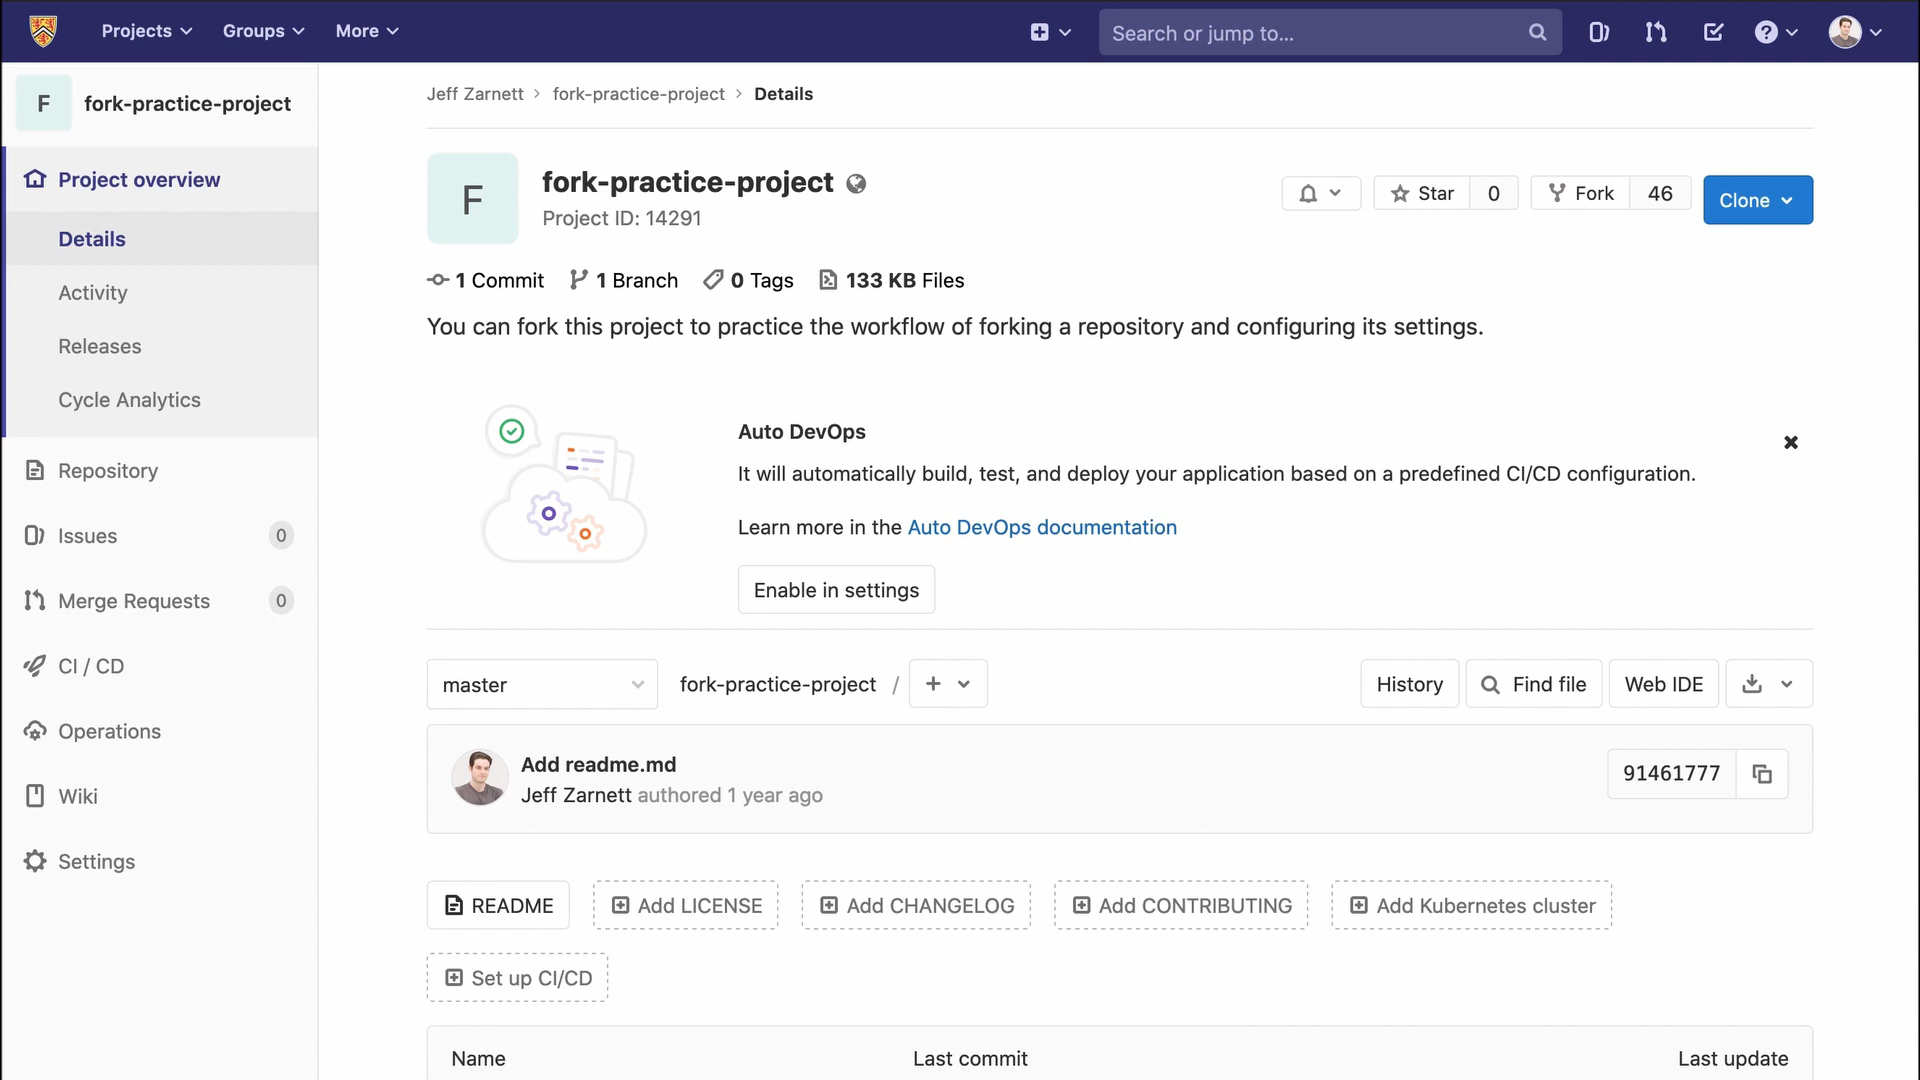 Projects Groups More Search or jump to...
F fork-practice-project
Project overview
Details
Activity
Releases
Cycle Analytics
Repository
Issues 0
Merge Requests 0
CI / CD
Operations
Wiki
Settings
Jeff Zarnett > fork-practice-project > Details
F
fork-practice-project
Project ID: 14291
Star 0 Fork 46 Clone
1 Commit 1 Branch 0 Tags 133 KB Files
You can fork this project to practice the workflow of forking a repository and configuring its settings.
Auto DevOps
It will automatically build, test, and deploy your application based on a predefined CI/CD configuration.
Learn more in the Auto DevOps documentation
Enable in settings
master fork-practice-project / + History Find file Web IDE
Add readme.md
Jeff Zarnett authored 1 year ago
91461777
README Add LICENSE Add CHANGELOG Add CONTRIBUTING Add Kubernetes cluster
Set up CI/CD
Name Last commit Last update